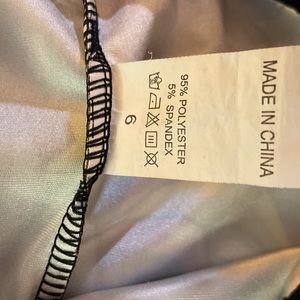 MADE IN CHINA
95% POLYESTER
5% SPANDEX
6